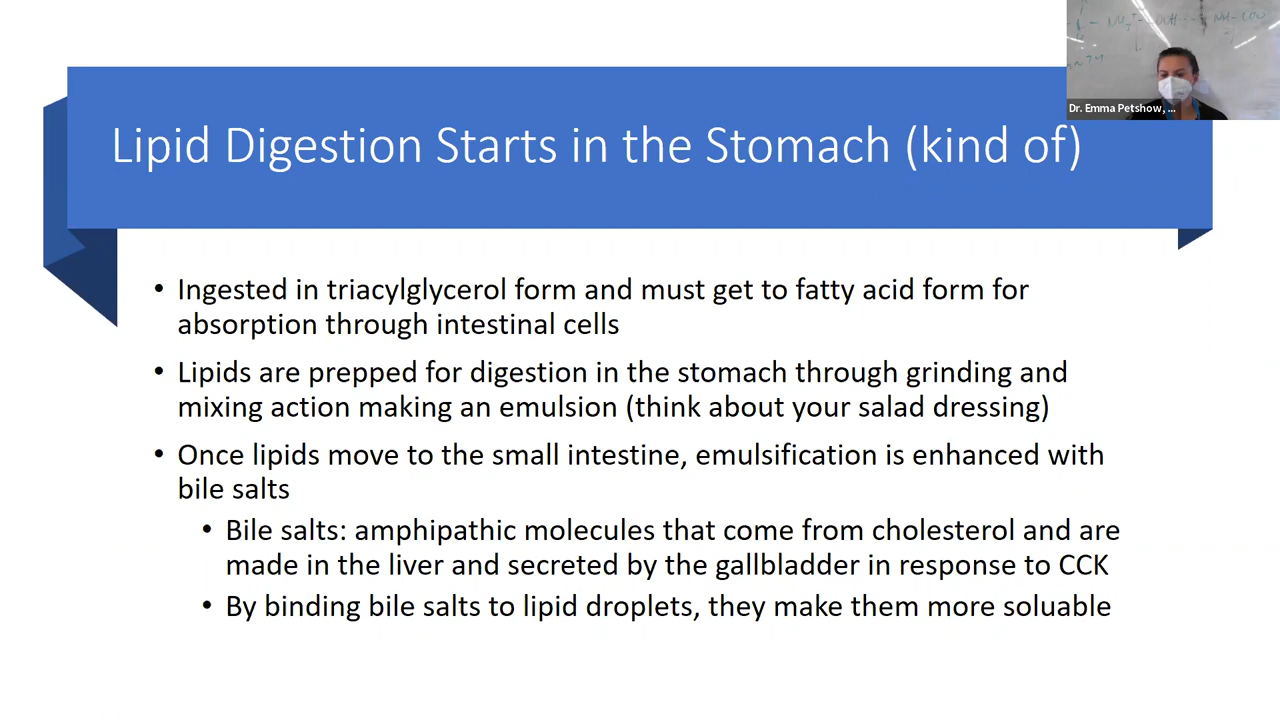 Dr. Emma Petshow, ...
Lipid Digestion Starts in the Stomach (kind of)
• Ingested in triacylglycerol form and must get to fatty acid form for
absorption through intestinal cells
• Lipids are prepped for digestion in the stomach through grinding and
mixing action making an emulsion (think about your salad dressing)
• Once lipids move to the small intestine, emulsification is enhanced with
bile salts
• Bile salts: amphipathic molecules that come from cholesterol and are
made in the liver and secreted by the gallbladder in response to CCK
• By binding bile salts to lipid droplets, they make them more soluable